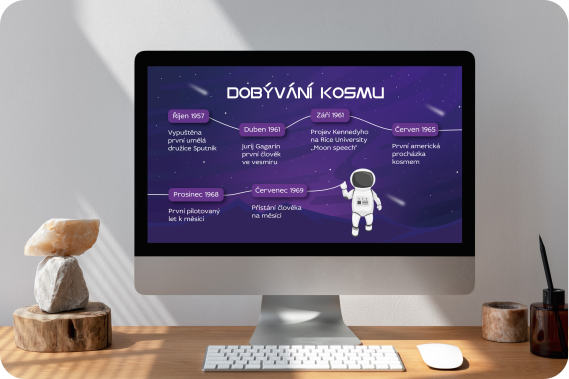 DOBÝVÁNÍ KOSMU
Říjen 1957
Vypuštěna
první umělá
družice Sputnik
Duben 1961
Jurij Gagarin
první člověk
ve vesmíru
Září 1961
Projev Kennedyho
na Rice University
„Moon speech"
Červen 1965
První americká
procházka
kosmem
Prosinec 1968
První pilotovaný
let k měsíci
Červenec 1969
Přistání člověka
na měsíci